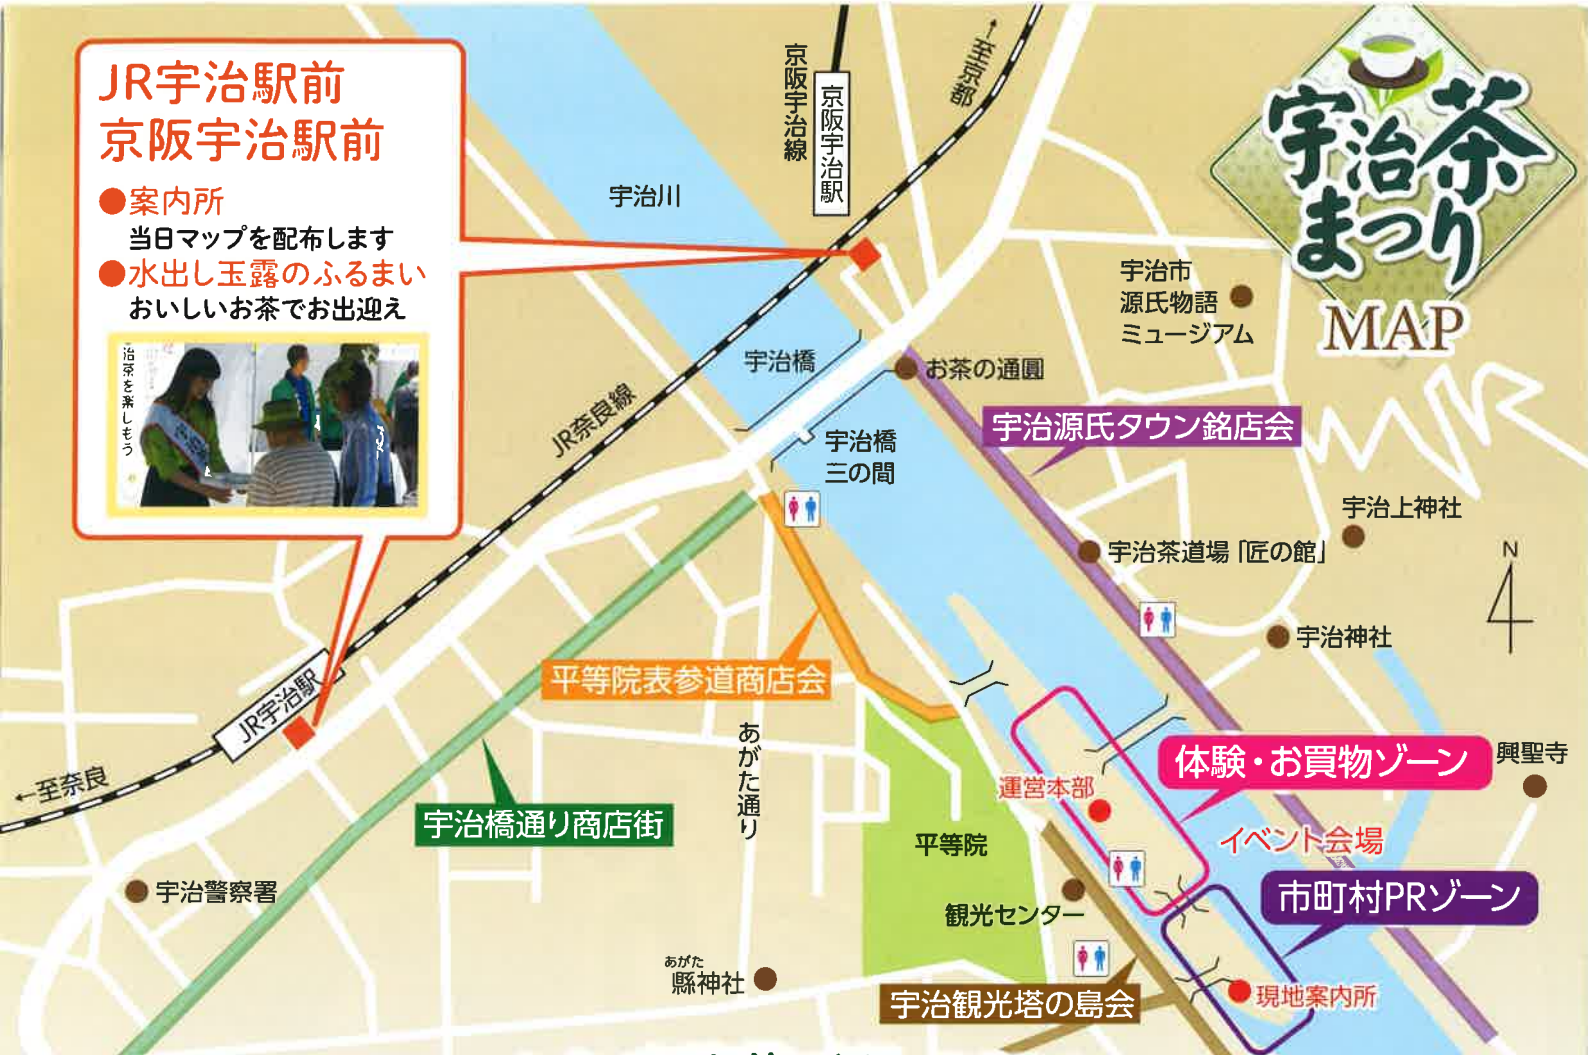 JR宇治駅前
京阪宇治駅前
●案内所
当日マップを配布します
●水出し玉露のふるまい
おいしいお茶でお出迎え
治茶を楽しもう
京阪宇治線
京阪宇治駅
←至京都
宇治茶
まつり
MAP
宇治川
宇治市
源氏物語
ミュージアム
宇治橋
お茶の通圓
JR奈良線
宇治源氏タウン銘店会
宇治橋
三の間
宇治上神社
宇治茶道場「匠の館」
N
宇治神社
平等院表参道商店会
JR宇治駅
あがた通り
体験・お買物ゾーン
興聖寺
←至奈良
運営本部
宇治橋通り商店街
イベント会場
平等院
宇治警察署
市町村PRゾーン
観光センター
あがた
縣神社
宇治観光塔の島会
現地案内所